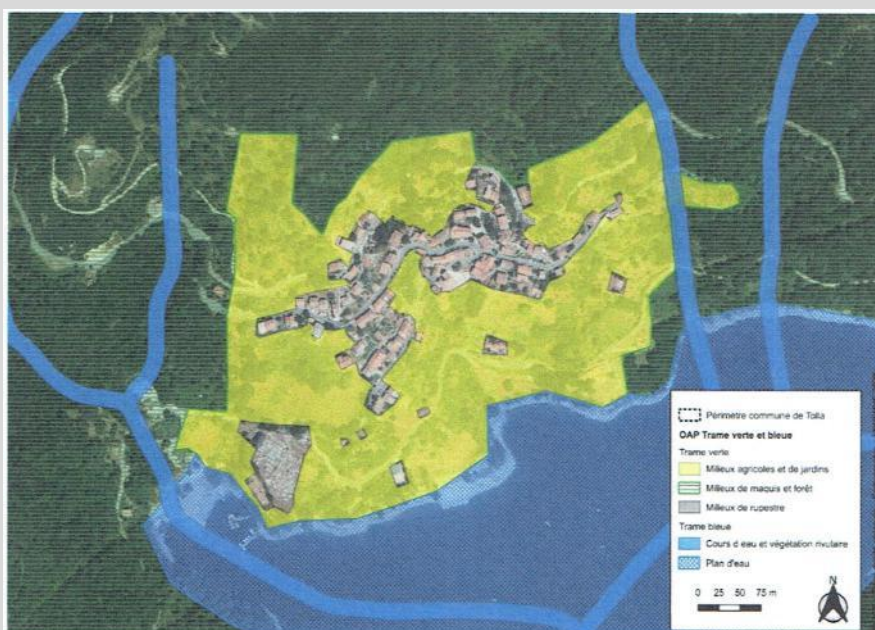 Périmètre commune de Tolla
OAP Trame verte et bleue
Trame verte
Milieux agricoles et de jardins
Milieux de maquis et forêt
Milieux de rupestre
Trame bleue
Cours d eau et végétation rivulaire
Plan d'eau
N
0 25 50 75 m